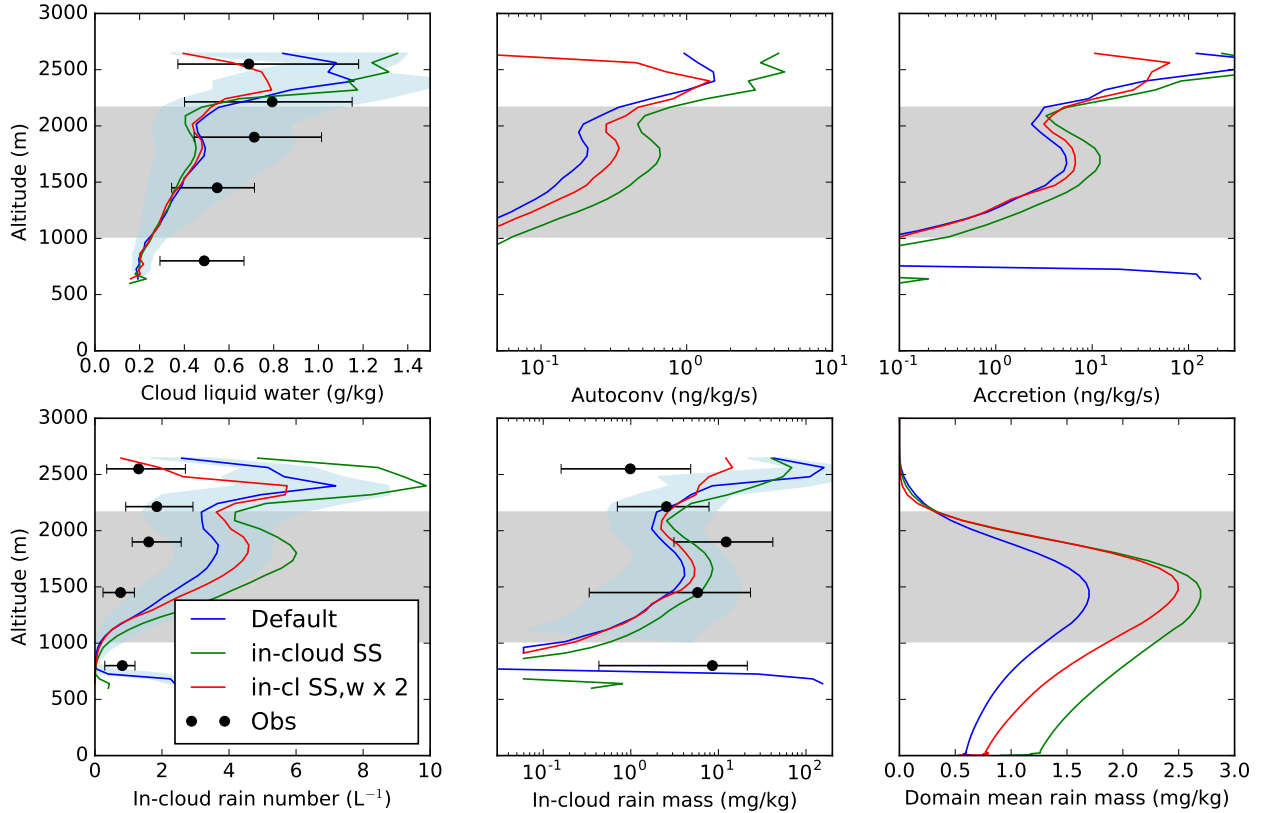 3000
2500
2000
1500
1000
500
0
Altitude (m)
0.0 0.2 0.4 0.6 0.8 1.0 1.2 1.4
Cloud liquid water (g/kg)
10⁻¹ 10⁰ 10¹
Autoconv (ng/kg/s)
10⁻¹ 10⁰ 10¹ 10²
Accretion (ng/kg/s)
3000
2500
2000
1500
1000
500
0
Altitude (m)
Default
in-cloud SS
in-cl SS,w x 2
Obs
0 2 4 6 8 10
In-cloud rain number (L⁻¹)
10⁻¹ 10⁰ 10¹ 10²
In-cloud rain mass (mg/kg)
0.0 0.5 1.0 1.5 2.0 2.5 3.0
Domain mean rain mass (mg/kg)